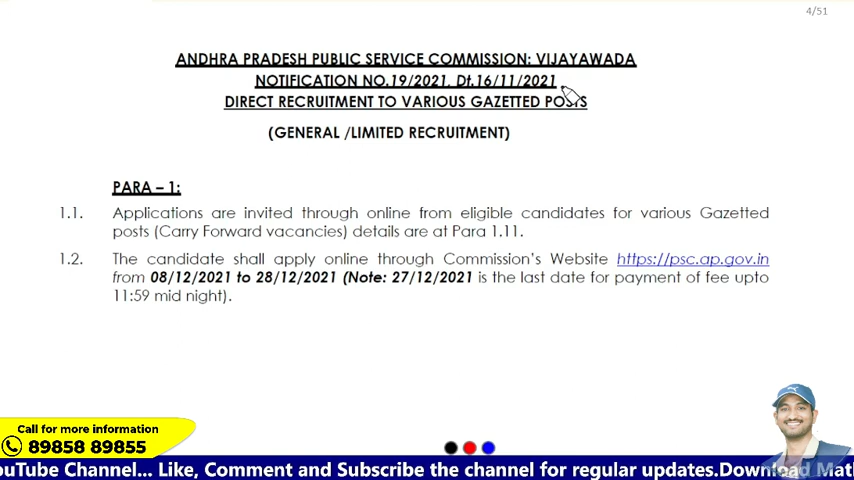 4/51
ANDHRA PRADESH PUBLIC SERVICE COMMISSION: VIJAYAWADA
NOTIFICATION NO.19/2021, Dt.16/11/2021
DIRECT RECRUITMENT TO VARIOUS GAZETTED POSTS
(GENERAL /LIMITED RECRUITMENT)
PARA – 1:
1.1. Applications are invited through online from eligible candidates for various Gazetted
posts (Carry Forward vacancies) details are at Para 1.11.
1.2. The candidate shall apply online through Commission's Website https://psc.ap.gov.in
from 08/12/2021 to 28/12/2021 (Note: 27/12/2021 is the last date for payment of fee upto
11:59 mid night).
Call for more information
89858 89855
ouTube Channel... Like, Comment and Subscribe the channel for regular updates.Download Mat